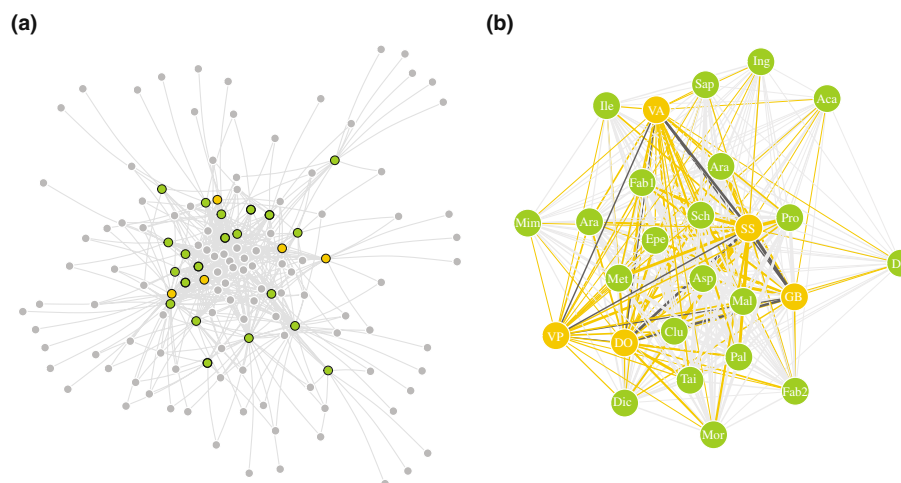 (a)
(b)
Ing
Sap
Aca
Ile
VA
Ara
Fab1
Mim
Ara
Sch
Pro
SS
Epe
Met
Asp
GB
Mal
VP
DO
Clu
Pal
Tai
Dic
Fab2
Mor